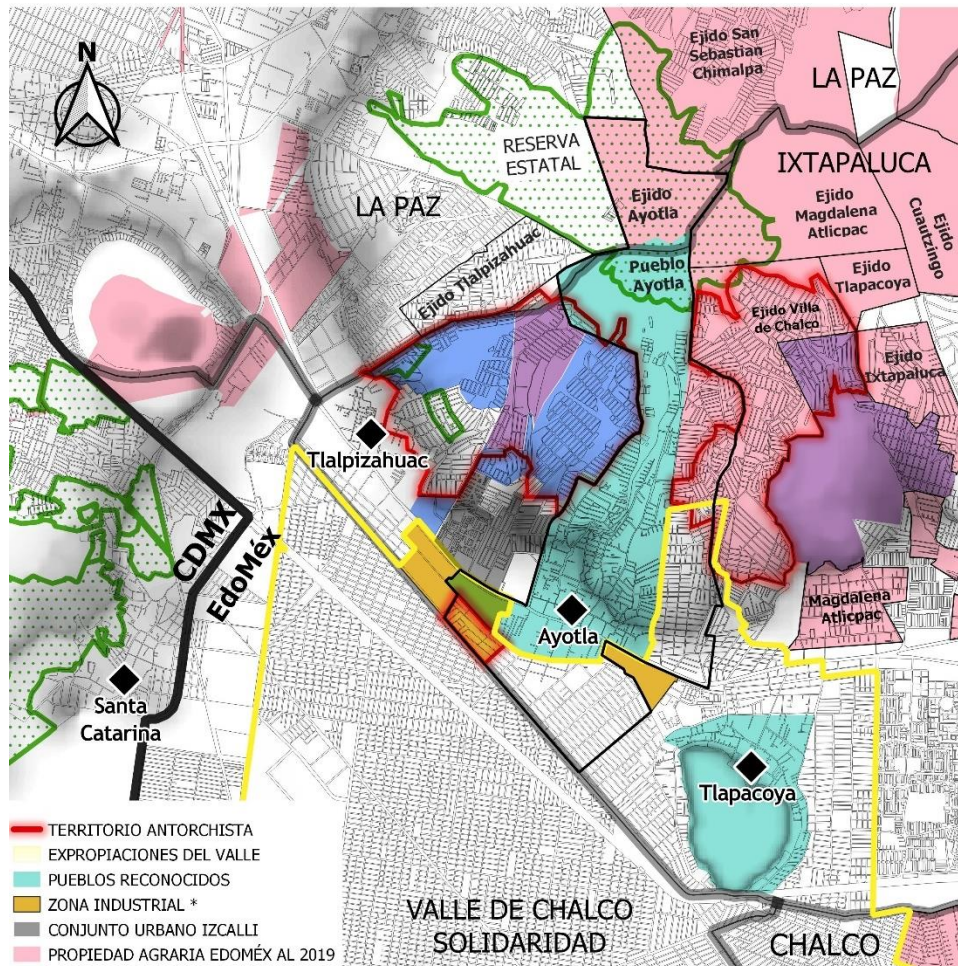 N
Ejido San
Sebastian
Chimalpa
LA PAZ
RESERVA
ESTATAL
IXTAPALUCA
Ejido
Ayotla
Ejido
Magdalena
Atlicpac
Ejido
Cuautzingo
LA PAZ
Ejido Tlalpizahuac
Pueblo
Ayotla
Ejido
Tlapacoya
Ejido Villa
de Chalco
Ejido
Ixtapaluca
Tlalpizahuac
CDMX
EdoMéx
Magdalena
Atlicpac
Ayotla
Santa
Catarina
Tlapacoya
TERRITORIO ANTORCHISTA
EXPROPIACIONES DEL VALLE
PUEBLOS RECONOCIDOS
ZONA INDUSTRIAL *
CONJUNTO URBANO IZCALLI
PROPIEDAD AGRARIA EDOMÉX AL 2019
VALLE DE CHALCO
SOLIDARIDAD
CHALCO